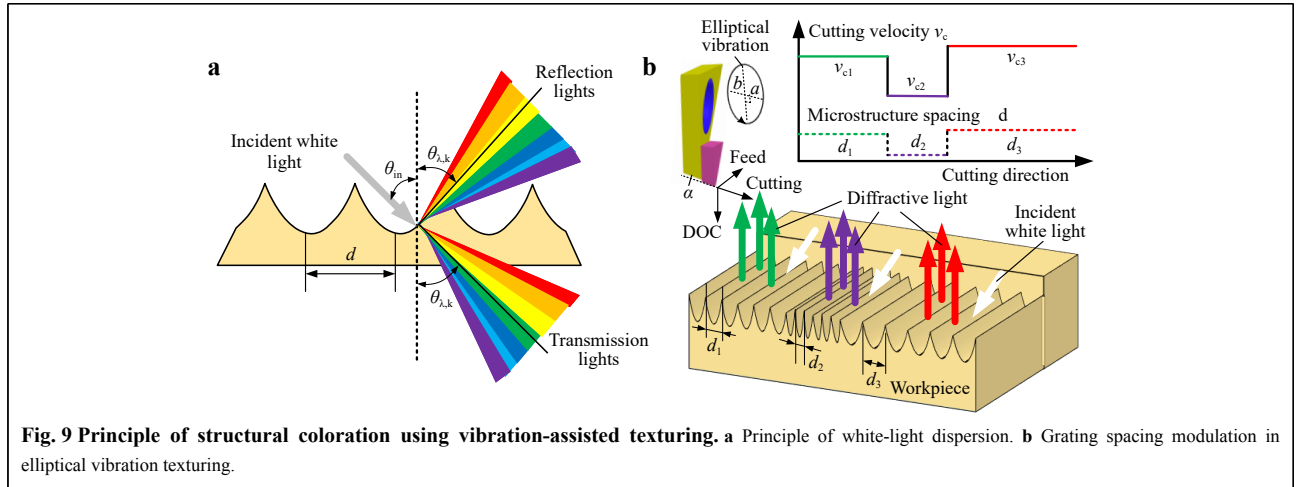 a
Reflection
lights
Incident white
light
θin
θλ,k
d
θλ,k
Transmission
lights
b
Elliptical
vibration
b
a
Feed
Cutting
α
DOC
Cutting velocity vc
vc1
vc2
vc3
Microstructure spacing d
d1
d2
d3
Cutting direction
Diffractive light
Incident
white light
d1
d2
d3
Workpiece
Fig. 9 Principle of structural coloration using vibration-assisted texturing. a Principle of white-light dispersion. b Grating spacing modulation in
elliptical vibration texturing.